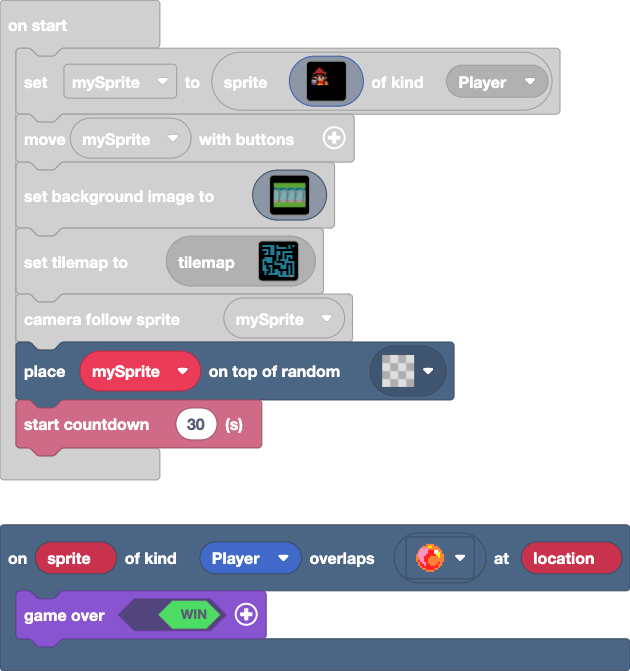 on start
set mySprite to sprite of kind Player
move mySprite with buttons
set background image to
set tilemap to tilemap
camera follow sprite mySprite
place mySprite on top of random
start countdown 30 (s)
on sprite of kind Player overlaps at location
game over WIN